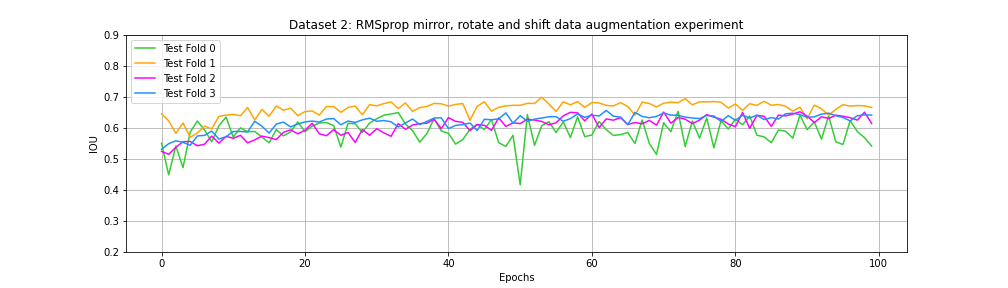 Dataset 2: RMSprop mirror, rotate and shift data augmentation experiment
0.9
0.8
0.7
0.6
0.5
0.4
0.3
0.2
IOU
Test Fold 0
Test Fold 1
Test Fold 2
Test Fold 3
0 20 40 60 80 100
Epochs